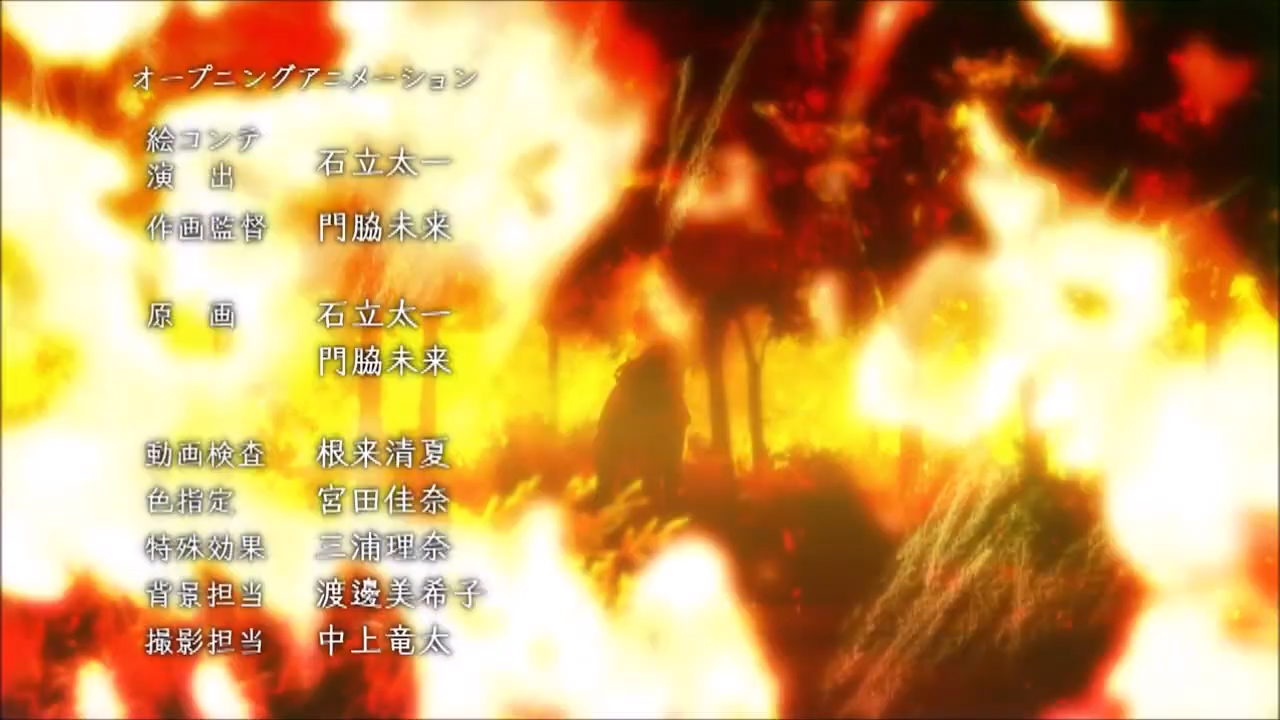 オープニングアニメーション
絵コンテ
演 出 石立太一
作画監督 門脇未来
原 画 石立太一
門脇未来
動画検査 根来清夏
色指定 宮田佳奈
特殊効果 三浦理奈
背景担当 渡邊美希子
撮影担当 中上竜太